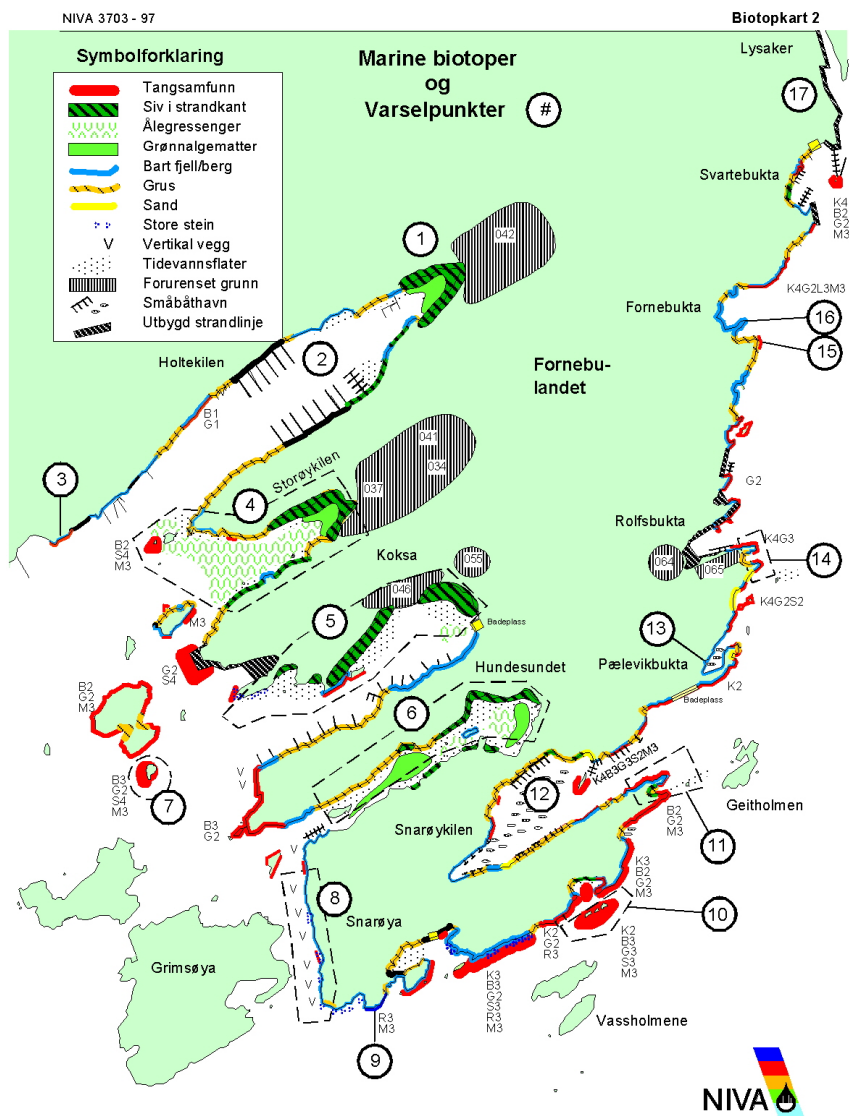 NIVA 3703 - 97
Biotopkart 2
Symbolforklaring
Tangsamfunn
Siv i strandkant
Ålegressenger
Grønnalgematter
Bart fjell/berg
Grus
Sand
Store stein
Vertikal vegg
Tidevannsflater
Forurenset grunn
Småbåthavn
Utbygd strandlinje
Marine biotoper
og
Varselpunkter
#
Lysaker
17
Svartebukta
K4
B2
G2
M3
1
042
K4G2L3M3
Fornebukta
16
15
Holtekilen
2
Fornebu-
landet
B1
G1
041
034
037
3
Storøykilen
4
G2
Rolfsbukta
B2
S4
M3
Koksa
055
046
064
065
K4G3
14
K4G2S2
M3
5
Badeplass
13
Pælevikbukta
G2
S4
Hundesundet
K2
Badeplass
B2
G2
M3
6
V
V
K4B3G3S2M3
B3
G2
S4
M3
7
12
Geitholmen
B3
G2
Snarøykilen
B2
G2
M3
11
K3
B2
G2
M3
V
V
V
V
V
V
V
V
8
Snarøya
10
K2
G2
R3
K2
B3
G3
S3
M3
Grimsøya
K3
B3
G2
S3
R3
M3
R3
M3
Vassholmene
9
NIVA